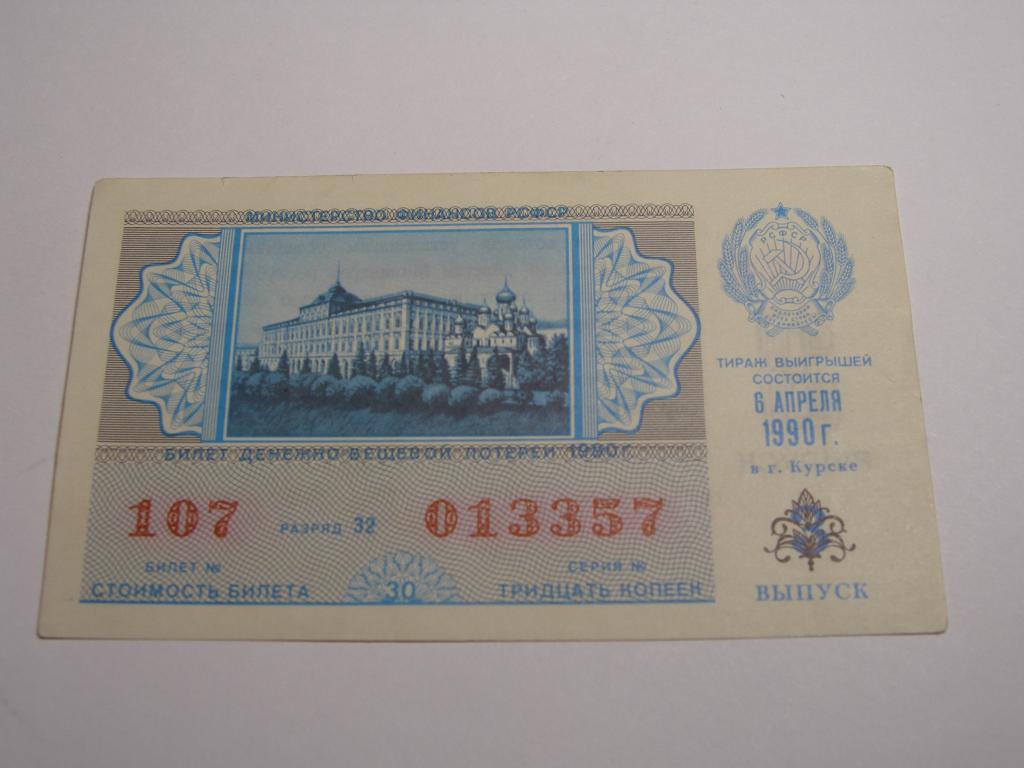 МИНИСТЕРСТВО ФИНАНСОВ РСФСР
БИЛЕТ ДЕНЕЖНО ВЕЩЕВОЙ ЛОТЕРЕИ 1990 г.
107 РАЗРЯД 32 013357
БИЛЕТ № СЕРИЯ №
СТОИМОСТЬ БИЛЕТА 30 ТРИДЦАТЬ КОПЕЕК
РСФСР
ТИРАЖ ВЫИГРЫШЕЙ
СОСТОИТСЯ
6 АПРЕЛЯ
1990 г.
в г. Курске
ВЫПУСК